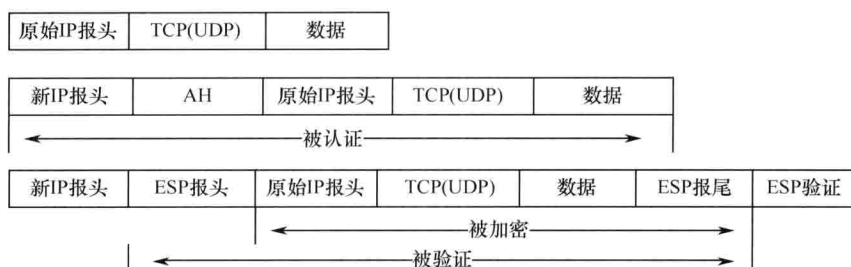 原始IP报头 TCP(UDP) 数据
新IP报头 AH 原始IP报头 TCP(UDP) 数据
被认证
新IP报头 ESP报头 原始IP报头 TCP(UDP) 数据 ESP报尾 ESP验证
被加密
被验证